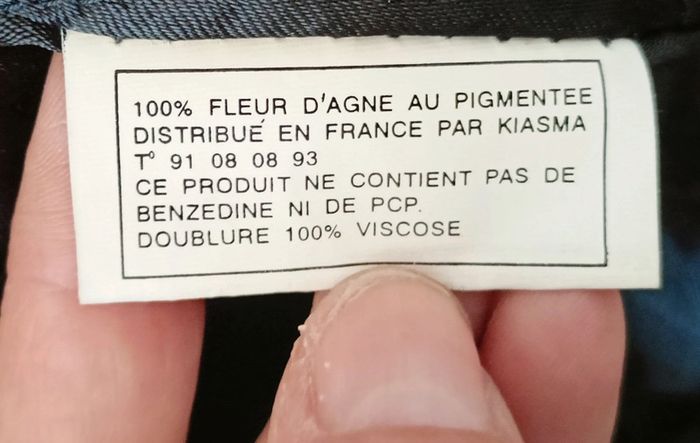 100% FLEUR D'AGNE AU PIGMENTEE
DISTRIBUÉ EN FRANCE PAR KIASMA
T° 91 08 08 93
CE PRODUIT NE CONTIENT PAS DE
BENZEDINE NI DE PCP.
DOUBLURE 100% VISCOSE